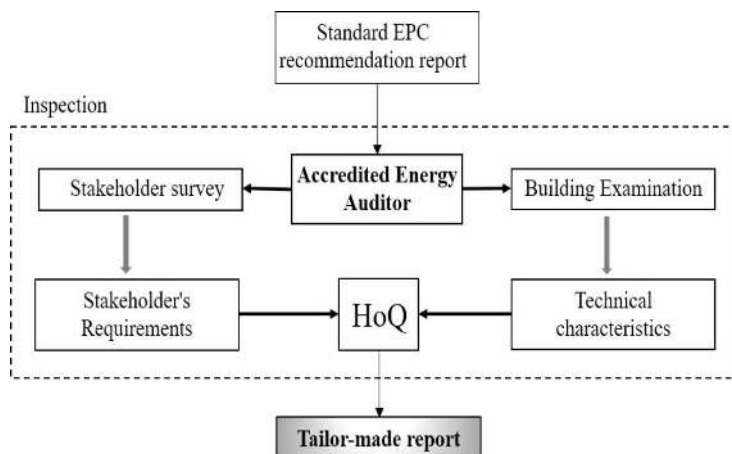 Standard EPC
recommendation report
Inspection
Stakeholder survey
Accredited Energy
Auditor
Building Examination
Stakeholder's
Requirements
HoQ
Technical
characteristics
Tailor-made report